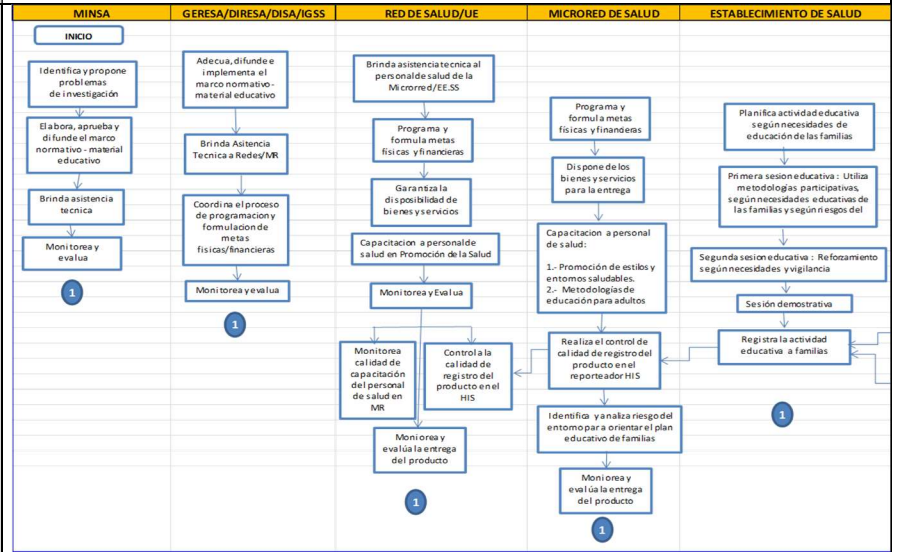 MINSA
GERESA/DIRESA/DISA/IGSS
RED DE SALUD/UE
MICRORED DE SALUD
ESTABLECIMIENTO DE SALUD
INICIO
Identifica y propone
problemas
de investigación
Elabora, aprueba y
difunde el marco
normativo - material
educativo
Brinda asistencia
tecnica
Monitorea y
evalua
1
Adecua, difunde e
implementa el
marco normativo-
material educativo
Brinda Asitencia
Tecnica a Redes/MR
Coordina el proceso
de programacion y
formulacion de
metas
fisicas/financieras
Monitorea y evalua
1
Brinda asistencia tecnica al
personal de salud de la
Microrred/EE.SS
Programa y
formula metas
físicas y financieras
Garantiza la
disposibilidad de
bienes y servicios
Capacitacion a personal de
salud en Promoción de la Salud
Monitorea y Evalua
Monitorea
calidad de
capacitación
del personal
de salud en
MR
Controla la
calidad de
registro del
producto en el
HIS
Moniorea y
evalúa la entrega
del producto
1
Programa y
formula metas
físicas y financieras
Dispone de los
bienes y servicios
para la entrega
Capacitacion a personal
de salud:
1.- Promoción de estilos y
entornos saludables.
2.- Metodologías de
educación para adultos
Realiza el control de
calidad de registro del
producto en el
reporteador HIS
Identifica y analiza riesgo del
entorno para orientar el plan
educativo de familias
Moniorea y
evalúa la entrega
del producto
1
Planifica actividad educativa
según necesidades de
educación de las familias
Primera sesion educativa : Utiliza
metodologías participativas,
según necesidades educativas de
las familias y según riesgos del
Segunda sesion educativa : Reforzamiento
según necesidades y vigilancia
Sesión demostrativa
Registra la actividad
educativa a familias
1